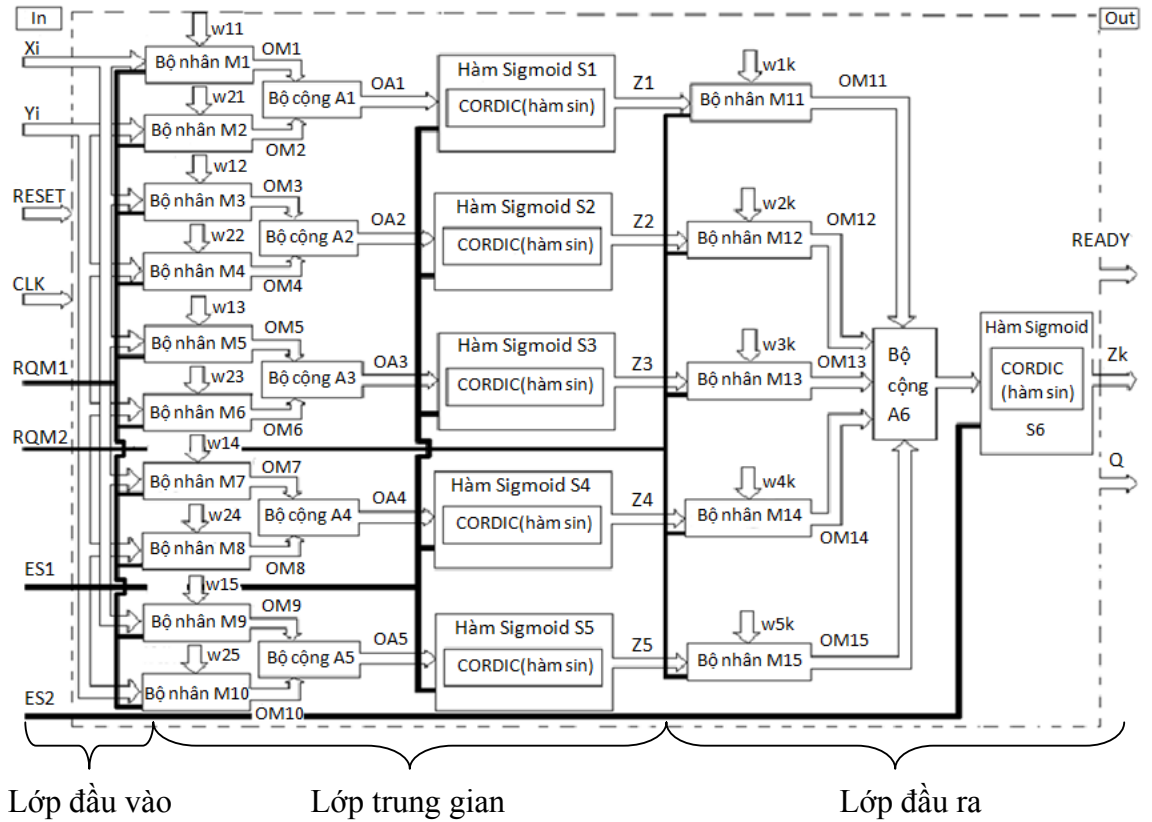 In
Out
Xi
Yi
RESET
CLK
RQM1
RQM2
ES1
ES2
w11
Bộ nhân M1
OM1
w21
Bộ nhân M2
OM2
Bộ cộng A1
OA1
w12
Bộ nhân M3
OM3
w22
Bộ nhân M4
OM4
Bộ cộng A2
OA2
w13
Bộ nhân M5
OM5
w23
Bộ nhân M6
OM6
Bộ cộng A3
OA3
w14
Bộ nhân M7
OM7
w24
Bộ nhân M8
OM8
Bộ cộng A4
OA4
w15
Bộ nhân M9
OM9
w25
Bộ nhân M10
OM10
Bộ cộng A5
OA5
Hàm Sigmoid S1
CORDIC(hàm sin)
Z1
Hàm Sigmoid S2
CORDIC(hàm sin)
Z2
Hàm Sigmoid S3
CORDIC(hàm sin)
Z3
Hàm Sigmoid S4
CORDIC(hàm sin)
Z4
Hàm Sigmoid S5
CORDIC(hàm sin)
Z5
w1k
Bộ nhân M11
OM11
w2k
Bộ nhân M12
OM12
w3k
Bộ nhân M13
OM13
w4k
Bộ nhân M14
OM14
w5k
Bộ nhân M15
OM15
Bộ
cộng
A6
Hàm Sigmoid
CORDIC
(hàm sin)
S6
READY
Zk
Q
Lớp đầu vào
Lớp trung gian
Lớp đầu ra